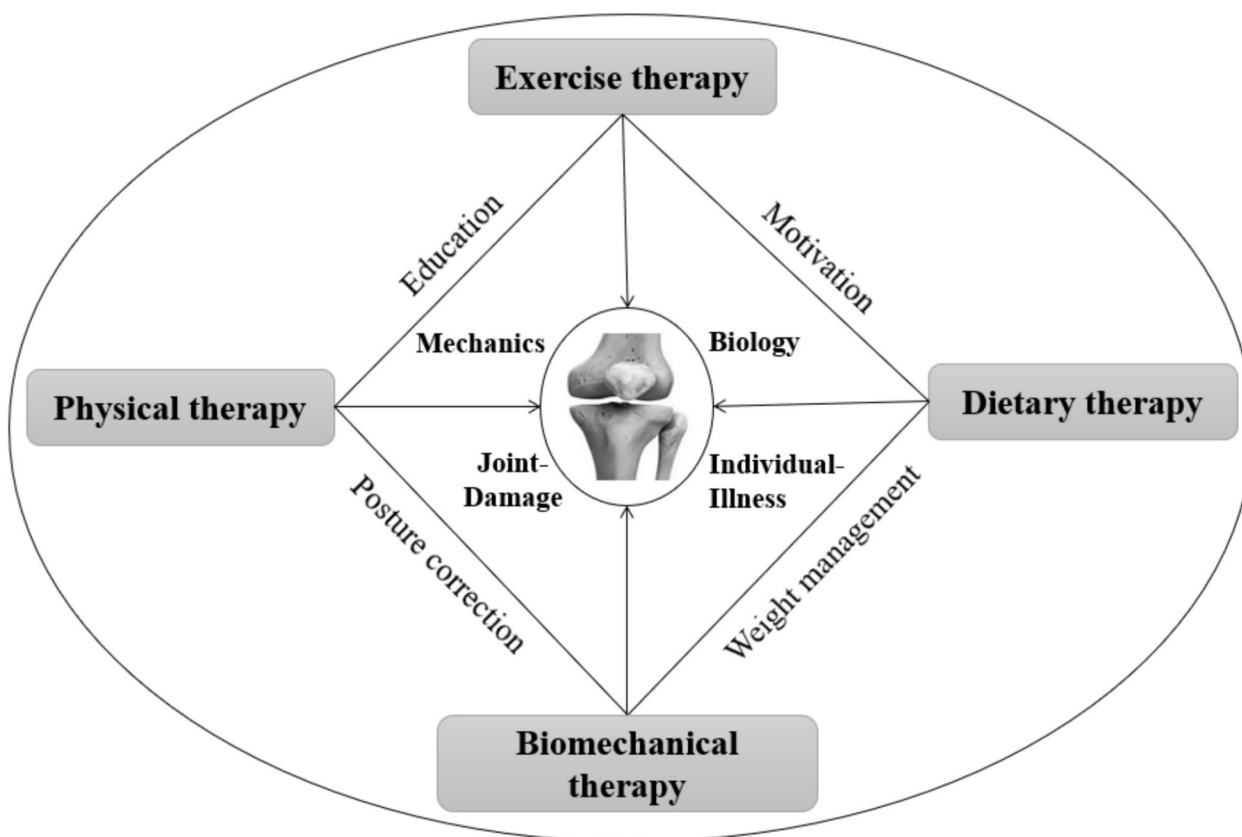 Exercise therapy
Education
Motivation
Mechanics
Biology
Physical therapy
Dietary therapy
Joint-
Damage
Individual-
Illness
Posture correction
Weight management
Biomechanical
therapy